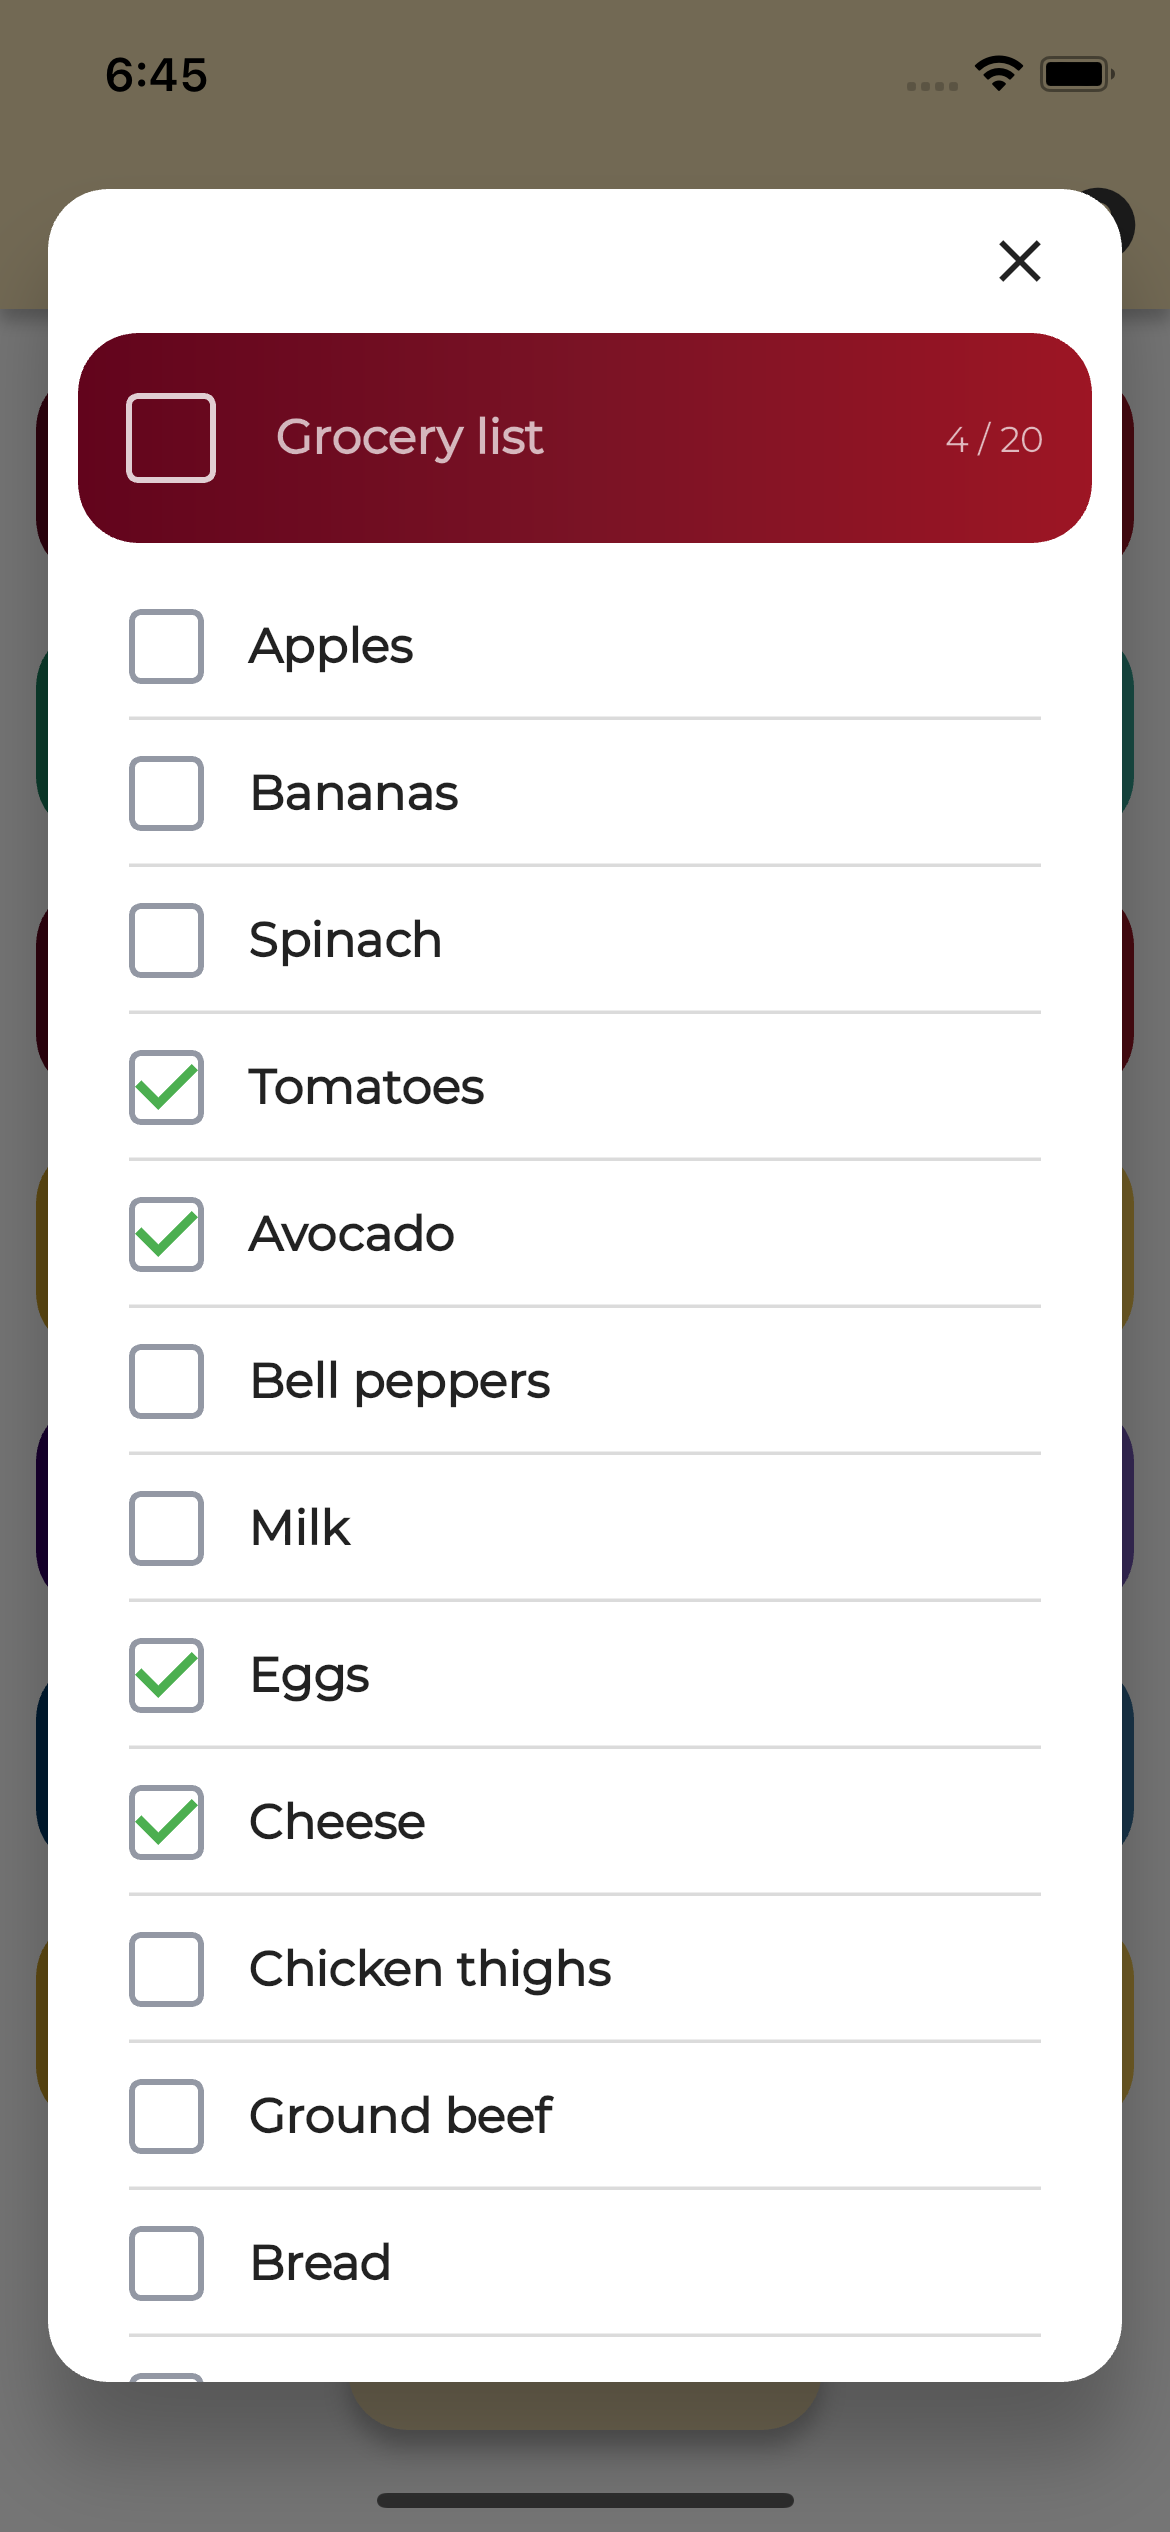 6:45
Grocery list
4 / 20
Apples
Bananas
Spinach
Tomatoes
Avocado
Bell peppers
Milk
Eggs
Cheese
Chicken thighs
Ground beef
Bread